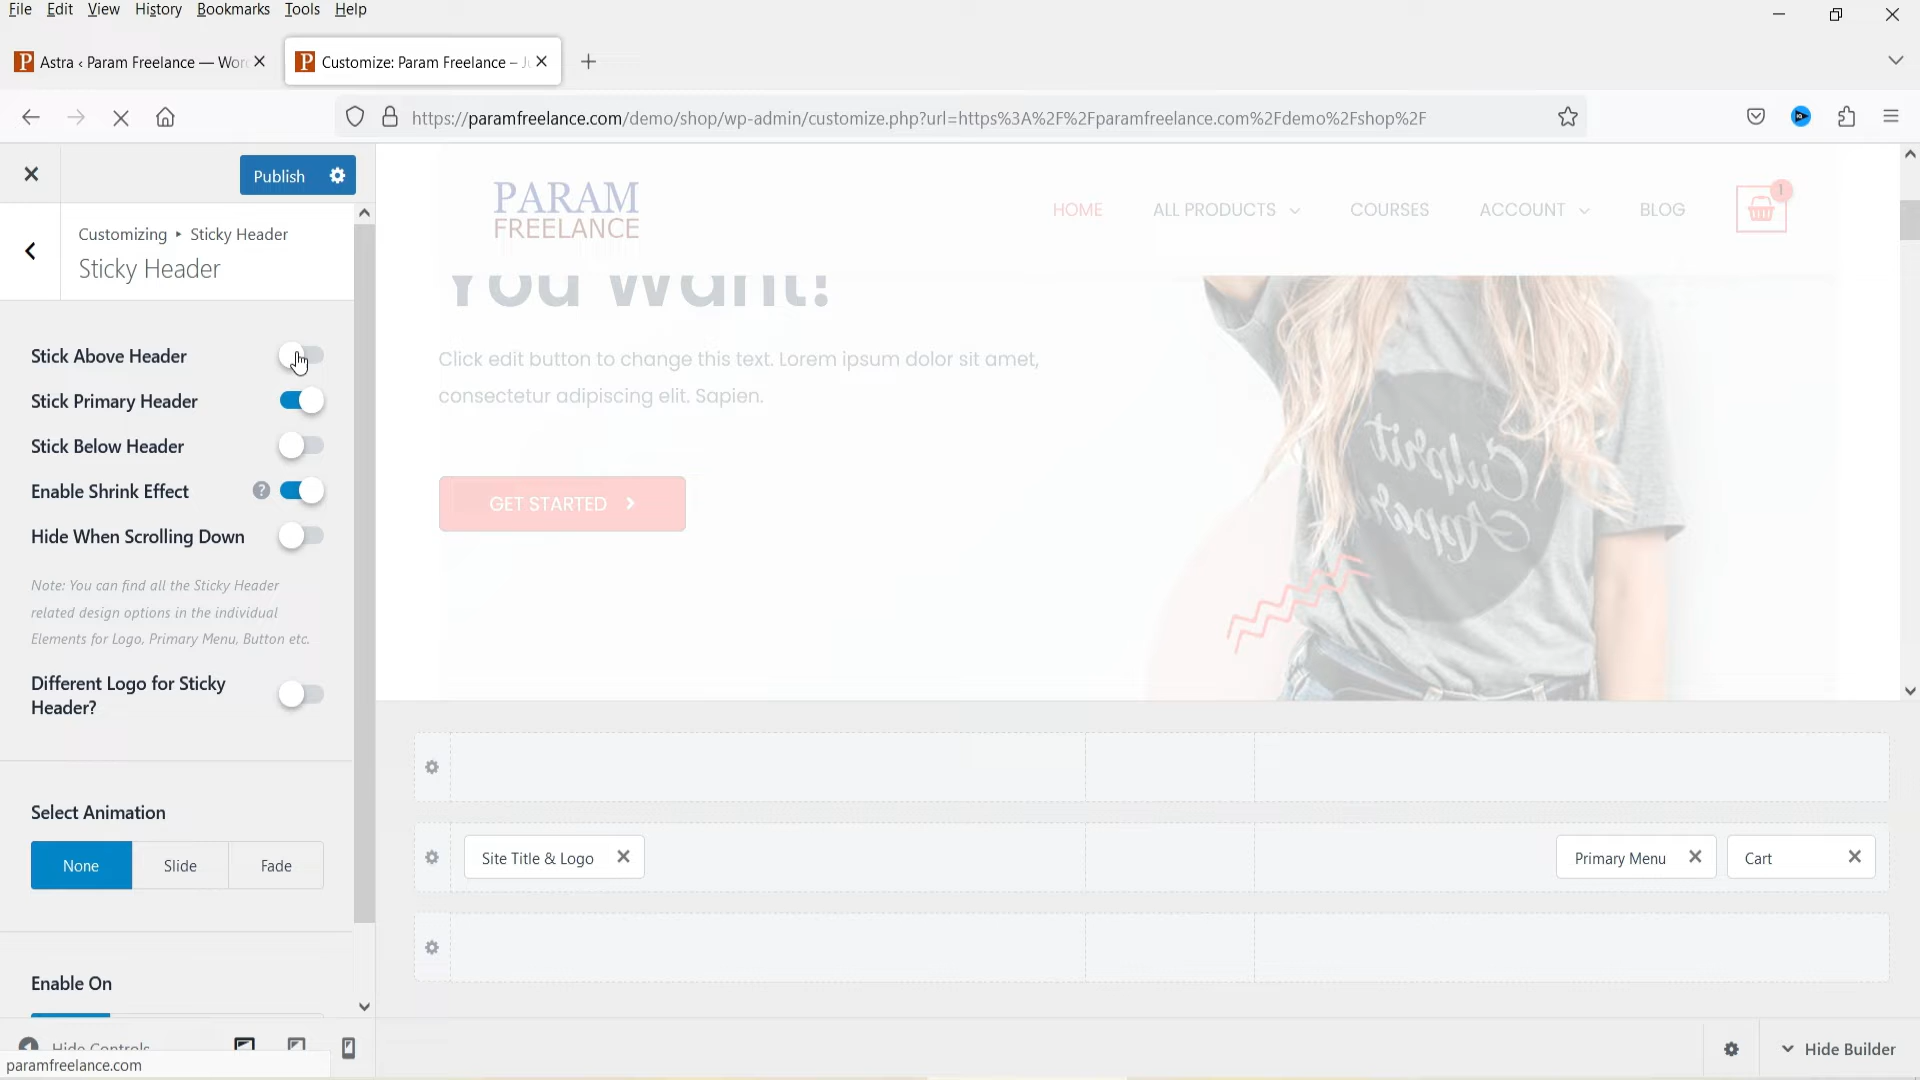 File Edit View History Bookmarks Tools Help
Astra ‹ Param Freelance — Wor
Customize: Param Freelance –
https://paramfreelance.com/demo/shop/wp-admin/customize.php?url=https%3A%2F%2Fparamfreelance.com%2Fdemo%2Fshop%2F
Publish
Customizing ▸ Sticky Header
Sticky Header
Stick Above Header
Stick Primary Header
Stick Below Header
Enable Shrink Effect
Hide When Scrolling Down
Note: You can find all the Sticky Header
related design options in the individual
Elements for Logo, Primary Menu, Button etc.
Different Logo for Sticky
Header?
Select Animation
None Slide Fade
Enable On
Hide Controls
paramfreelance.com
PARAM
FREELANCE
HOME ALL PRODUCTS COURSES ACCOUNT BLOG
1
You Want!
Click edit button to change this text. Lorem ipsum dolor sit amet,
consectetur adipiscing elit. Sapien.
GET STARTED
Site Title & Logo
Primary Menu
Cart
Hide Builder